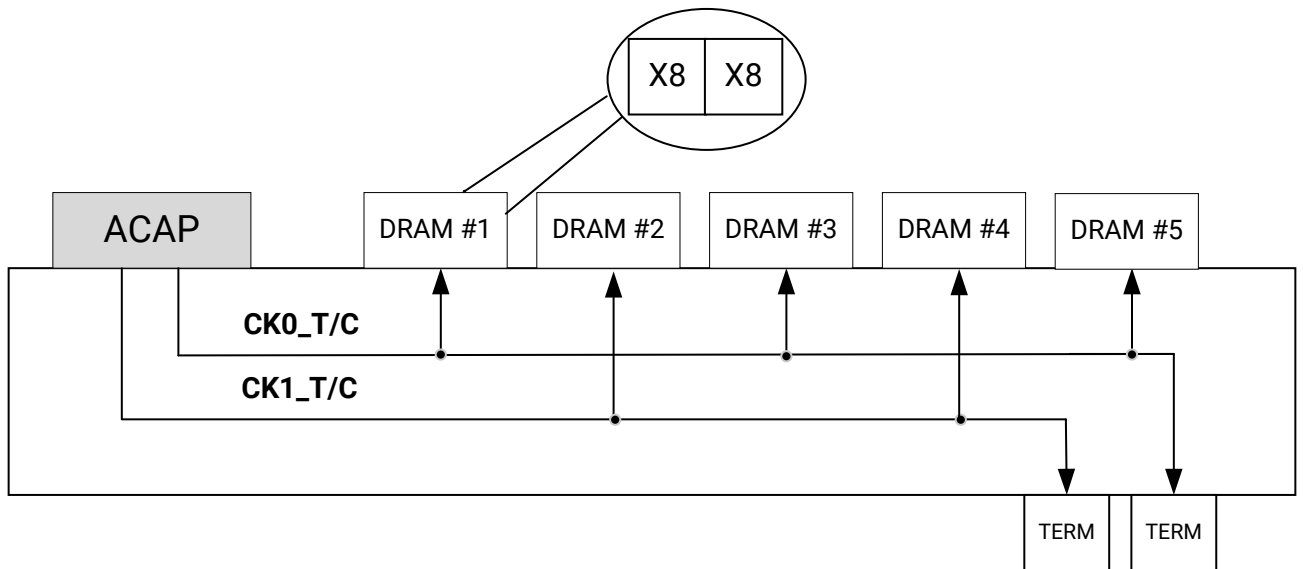 X8 X8
ACAP DRAM #1 DRAM #2 DRAM #3 DRAM #4 DRAM #5
CK0_T/C
CK1_T/C
TERM TERM